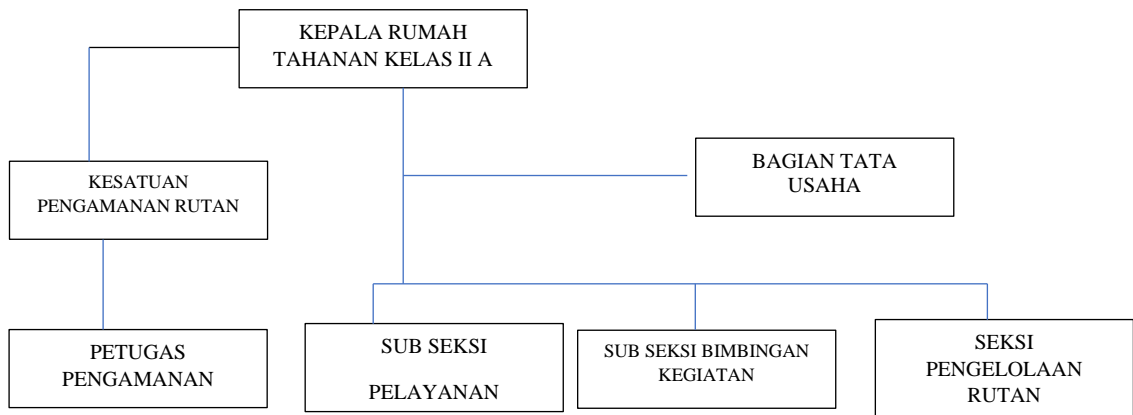 KEPALA RUMAH
TAHANAN KELAS II A
BAGIAN TATA
USAHA
KESATUAN
PENGAMANAN RUTAN
PETUGAS
PENGAMANAN
SUB SEKSI
PELAYANAN
SUB SEKSI BIMBINGAN
KEGIATAN
SEKSI
PENGELOLAAN
RUTAN